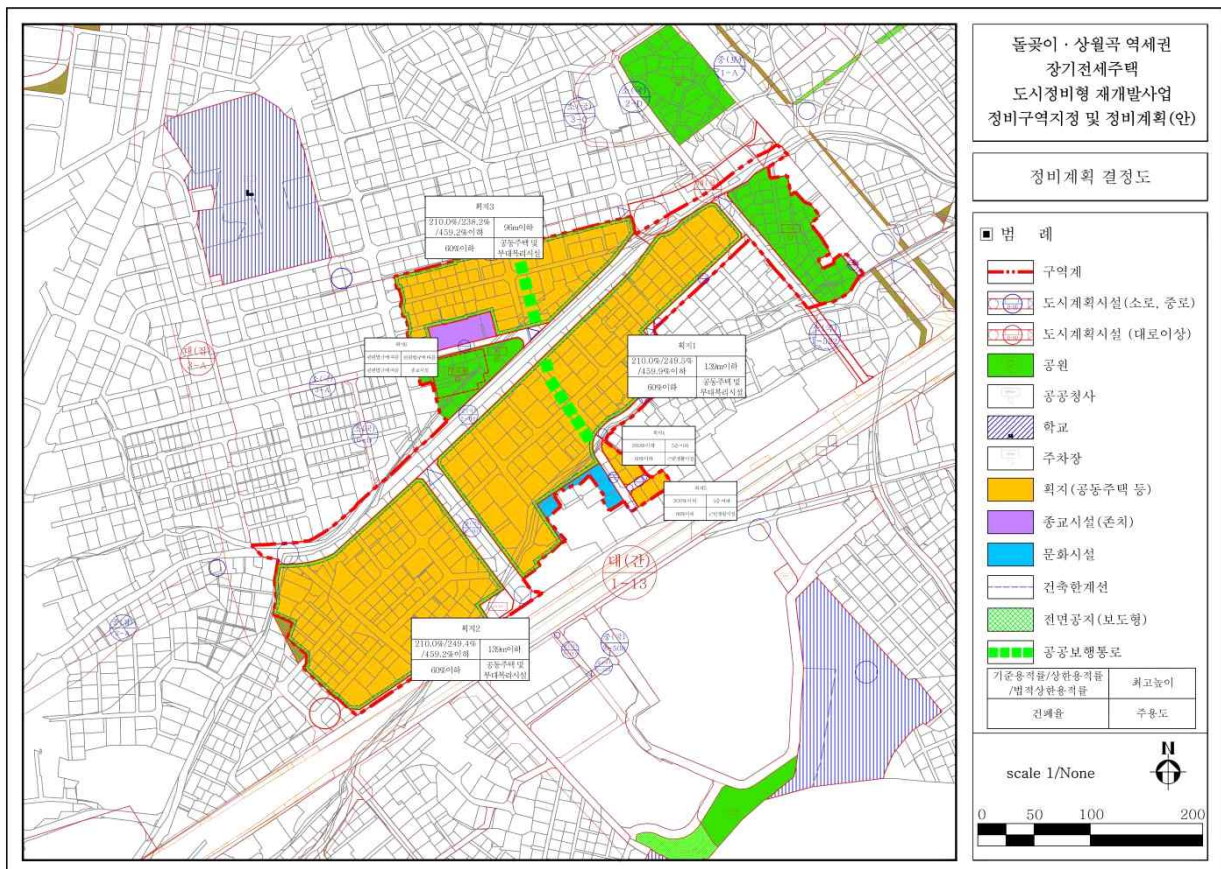 돌곶이·상월곡 역세권
장기전세주택
도시정비형 재개발사업
정비구역지정 및 정비계획(안)
정비계획 결정도
범 례
구역계
도시계획시설(소로, 중로)
도시계획시설 (대로이상)
공원
공공청사
학교
주차장
획지(공동주택 등)
종교시설(존치)
문화시설
건축한계선
전면공지(보도형)
공공보행통로
기준용적률/상한용적률
/법적상한용적률
최고높이
건폐율
주용도
scale 1/None
N
0 50 100 200
획지3
210.0%/238.2%
/459.2%이하
96m이하
60%이하
공동주택 및
부대복리시설
획지1
210.0%/249.5%
/459.9%이하
139m이하
60%이하
공동주택 및
부대복리시설
획지2
210.0%/249.4%
/459.2%이하
139m이하
60%이하
공동주택 및
부대복리시설
대(간)
1-13
3-A
1-A
2-D